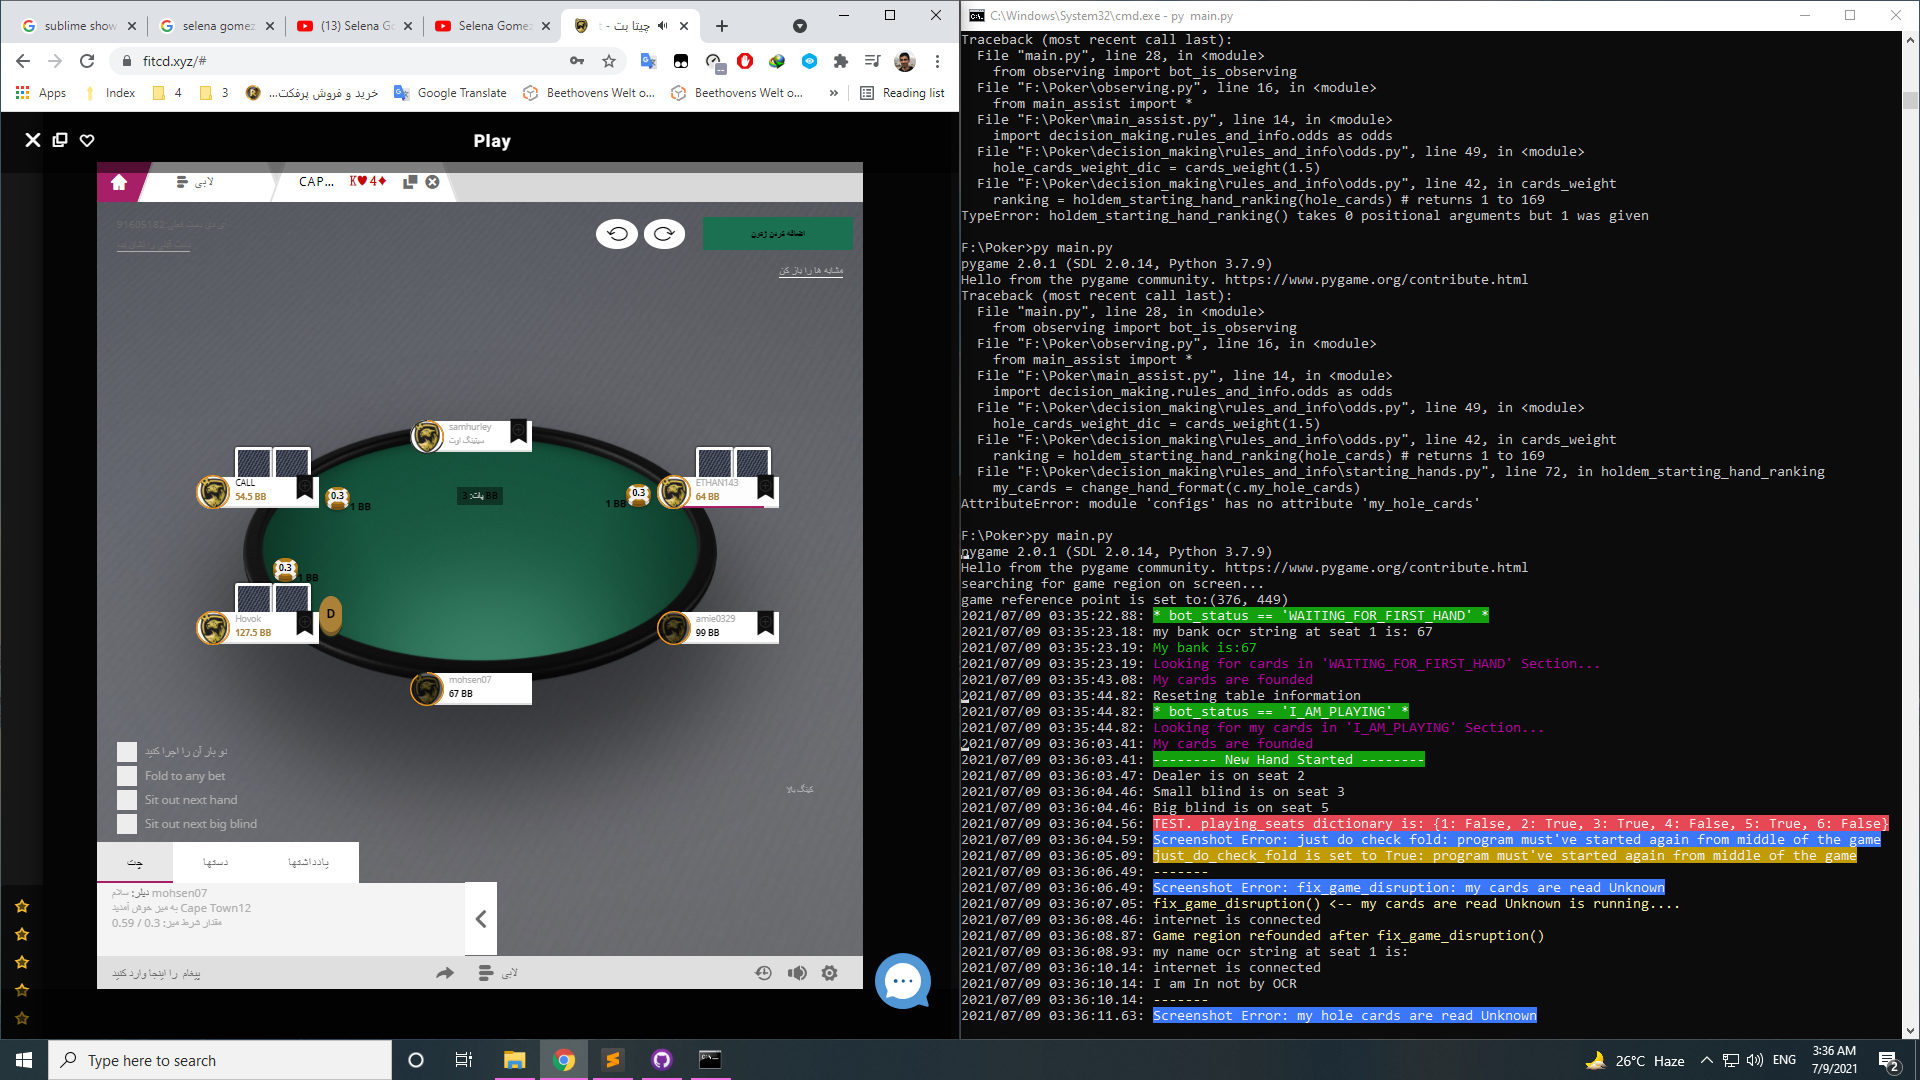 sublime show
selena gomez
(13) Selena Go
Selena Gomez
چیتا بت -
fitcd.xyz/#
Apps
Index
4
3
خرید و فروش پرفکت...
Google Translate
Beethovens Welt o...
Beethovens Welt o...
»
Reading list
Play
لابی
CAP... K♥ 4♦
اضافه کردن ژتون
مشابه ها را باز کن
samhurley
سیتینگ اوت
CALL
54.5 BB
0.3
1 BB
پات: 3 BB
1 BB
0.3
ETHAN143
64 BB
0.3
1 BB
Hovok
127.5 BB
D
amie0329
99 BB
mohsen07
67 BB
دو بار آن را اجرا کنید
Fold to any bet
Sit out next hand
Sit out next big blind
کینگ بالا
چت
دستها
یادداشتها
دیلر: سلام mohsen07
به میز خوش آمدید Cape Town12
مقدار شرط میز: 0.3 / 0.59
پیغام را اینجا وارد کنید
لابی
C:\Windows\System32\cmd.exe - py main.py
Traceback (most recent call last):
File "main.py", line 28, in <module>
from observing import bot_is_observing
File "F:\Poker\observing.py", line 16, in <module>
from main_assist import *
File "F:\Poker\main_assist.py", line 14, in <module>
import decision_making.rules_and_info.odds as odds
File "F:\Poker\decision_making\rules_and_info\odds.py", line 49, in <module>
hole_cards_weight_dic = cards_weight(1.5)
File "F:\Poker\decision_making\rules_and_info\odds.py", line 42, in cards_weight
ranking = holdem_starting_hand_ranking(hole_cards) # returns 1 to 169
TypeError: holdem_starting_hand_ranking() takes 0 positional arguments but 1 was given
F:\Poker>py main.py
pygame 2.0.1 (SDL 2.0.14, Python 3.7.9)
Hello from the pygame community. https://www.pygame.org/contribute.html
Traceback (most recent call last):
File "main.py", line 28, in <module>
from observing import bot_is_observing
File "F:\Poker\observing.py", line 16, in <module>
from main_assist import *
File "F:\Poker\main_assist.py", line 14, in <module>
import decision_making.rules_and_info.odds as odds
File "F:\Poker\decision_making\rules_and_info\odds.py", line 49, in <module>
hole_cards_weight_dic = cards_weight(1.5)
File "F:\Poker\decision_making\rules_and_info\odds.py", line 42, in cards_weight
ranking = holdem_starting_hand_ranking(hole_cards) # returns 1 to 169
File "F:\Poker\decision_making\rules_and_info\starting_hands.py", line 72, in holdem_starting_hand_ranking
my_cards = change_hand_format(c.my_hole_cards)
AttributeError: module 'configs' has no attribute 'my_hole_cards'
F:\Poker>py main.py
pygame 2.0.1 (SDL 2.0.14, Python 3.7.9)
Hello from the pygame community. https://www.pygame.org/contribute.html
searching for game region on screen...
game reference point is set to:(376, 449)
2021/07/09 03:35:22.88: * bot_status == 'WAITING_FOR_FIRST_HAND' *
2021/07/09 03:35:23.18: my bank ocr string at seat 1 is: 67
2021/07/09 03:35:23.19: My bank is:67
2021/07/09 03:35:23.19: Looking for cards in 'WAITING_FOR_FIRST_HAND' Section...
2021/07/09 03:35:43.08: My cards are founded
2021/07/09 03:35:44.82: Reseting table information
2021/07/09 03:35:44.82: * bot_status == 'I_AM_PLAYING' *
2021/07/09 03:35:44.82: Looking for my cards in 'I_AM_PLAYING' Section...
2021/07/09 03:36:03.41: My cards are founded
2021/07/09 03:36:03.41: -------- New Hand Started --------
2021/07/09 03:36:03.47: Dealer is on seat 2
2021/07/09 03:36:04.46: Small blind is on seat 3
2021/07/09 03:36:04.46: Big blind is on seat 5
2021/07/09 03:36:04.56: TEST. playing_seats dictionary is: {1: False, 2: True, 3: True, 4: False, 5: True, 6: False}
2021/07/09 03:36:04.59: Screenshot Error: just do check fold: program must've started again from middle of the game
2021/07/09 03:36:05.09: just_do_check_fold is set to True: program must've started again from middle of the game
2021/07/09 03:36:06.49: -------
2021/07/09 03:36:06.49: Screenshot Error: fix_game_disruption: my cards are read Unknown
2021/07/09 03:36:07.05: fix_game_disruption() <-- my cards are read Unknown is running....
2021/07/09 03:36:08.46: internet is connected
2021/07/09 03:36:08.87: Game region refounded after fix_game_disruption()
2021/07/09 03:36:08.93: my name ocr string at seat 1 is:
2021/07/09 03:36:10.14: internet is connected
2021/07/09 03:36:10.14: I am In not by OCR
2021/07/09 03:36:10.14: -------
2021/07/09 03:36:11.63: Screenshot Error: my hole cards are read Unknown
Type here to search
26°C Haze
ENG
3:36 AM
7/9/2021
2